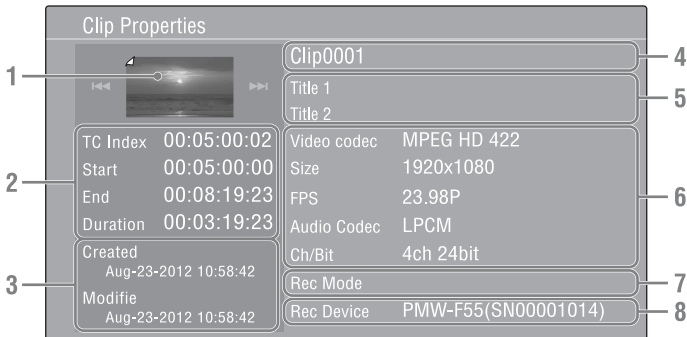 Clip Properties
1
Clip0001
4
Title 1
Title 2
5
TC Index 00:05:00:02
Start 00:05:00:00
End 00:08:19:23
Duration 00:03:19:23
2
Video codec MPEG HD 422
Size 1920x1080
FPS 23.98P
Audio Codec LPCM
Ch/Bit 4ch 24bit
6
Created
Aug-23-2012 10:58:42
Modifie
Aug-23-2012 10:58:42
3
Rec Mode
7
Rec Device PMW-F55(SN00001014)
8